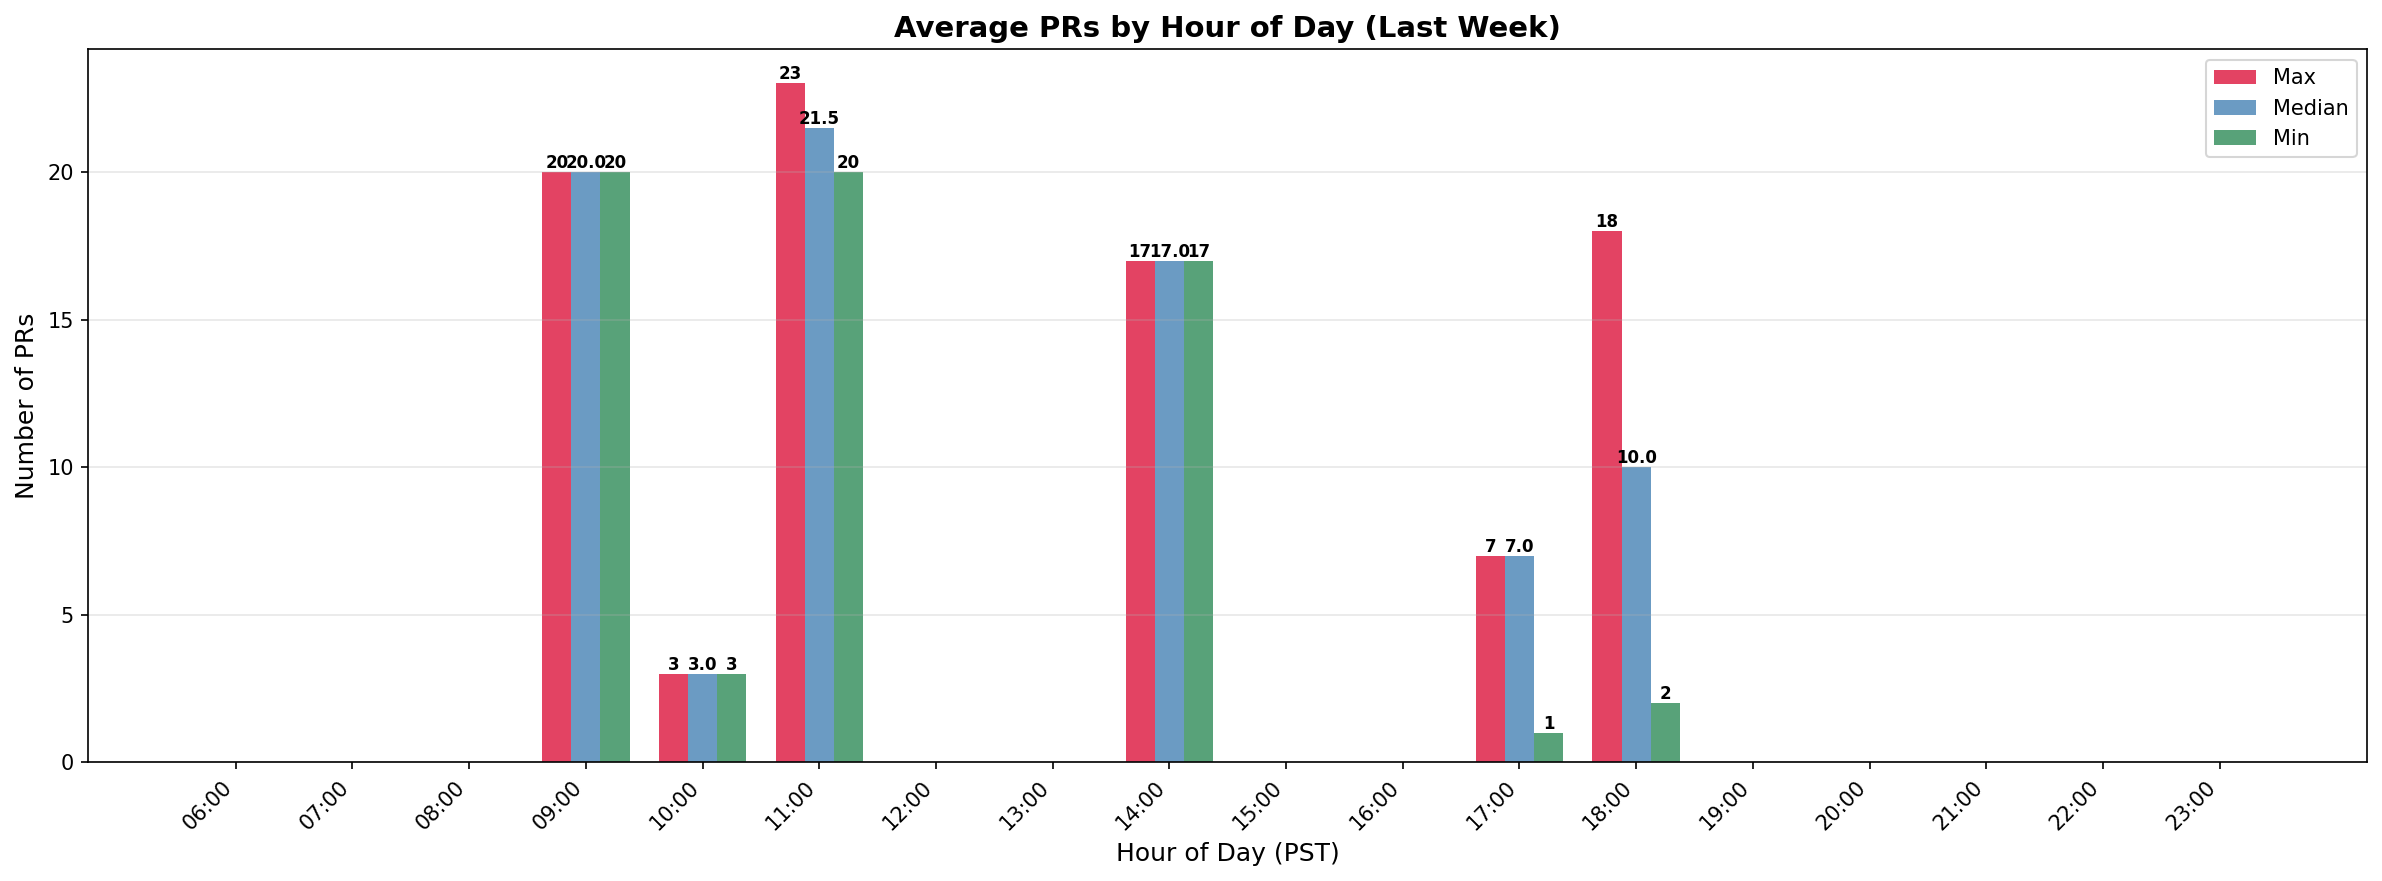 Average PRs by Hour of Day (Last Week)
Max
Median
Min
Number of PRs
20
15
10
5
0
20 20.0 20
3 3.0 3
23
21.5
20
17 17.0 17
7 7.0
1
18
10.0
2
06:00 07:00 08:00 09:00 10:00 11:00 12:00 13:00 14:00 15:00 16:00 17:00 18:00 19:00 20:00 21:00 22:00 23:00
Hour of Day (PST)